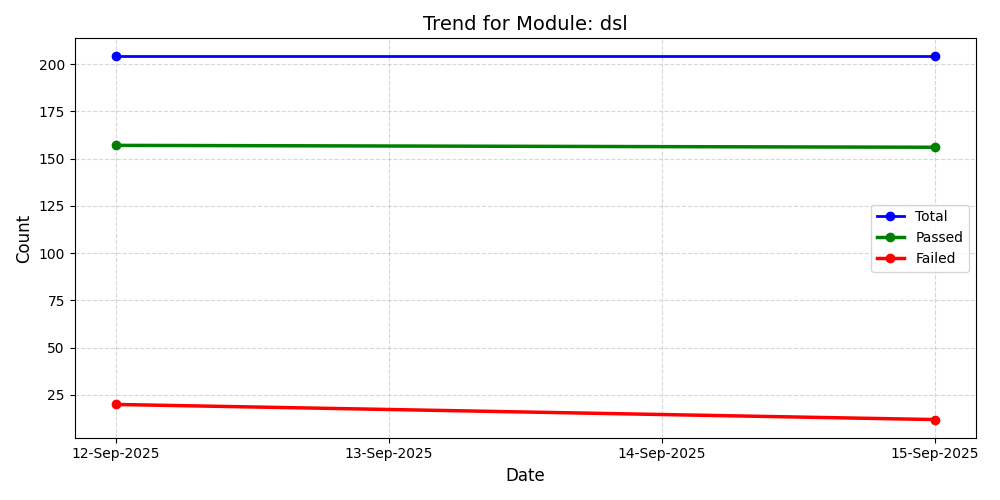 Trend for Module: dsl
200
175
150
125
100
75
50
25
Count
Total
Passed
Failed
12-Sep-2025
13-Sep-2025
14-Sep-2025
15-Sep-2025
Date